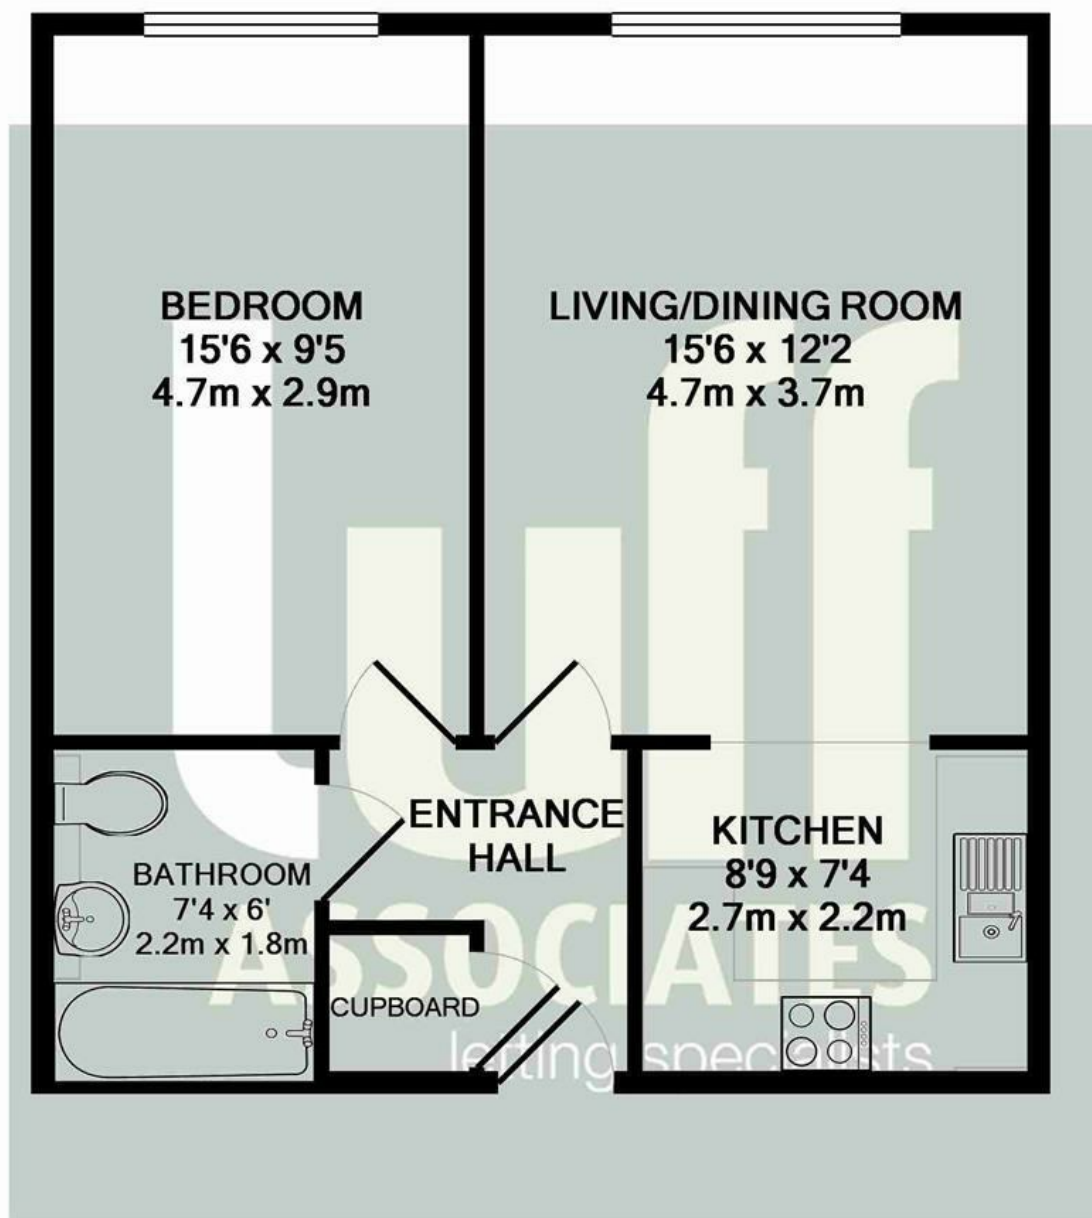 BEDROOM
15'6 x 9'5
4.7m x 2.9m
LIVING/DINING ROOM
15'6 x 12'2
4.7m x 3.7m
ENTRANCE
HALL
KITCHEN
8'9 x 7'4
2.7m x 2.2m
BATHROOM
7'4 x 6'
2.2m x 1.8m
CUPBOARD
luff
ASSOCIATES
letting specialists